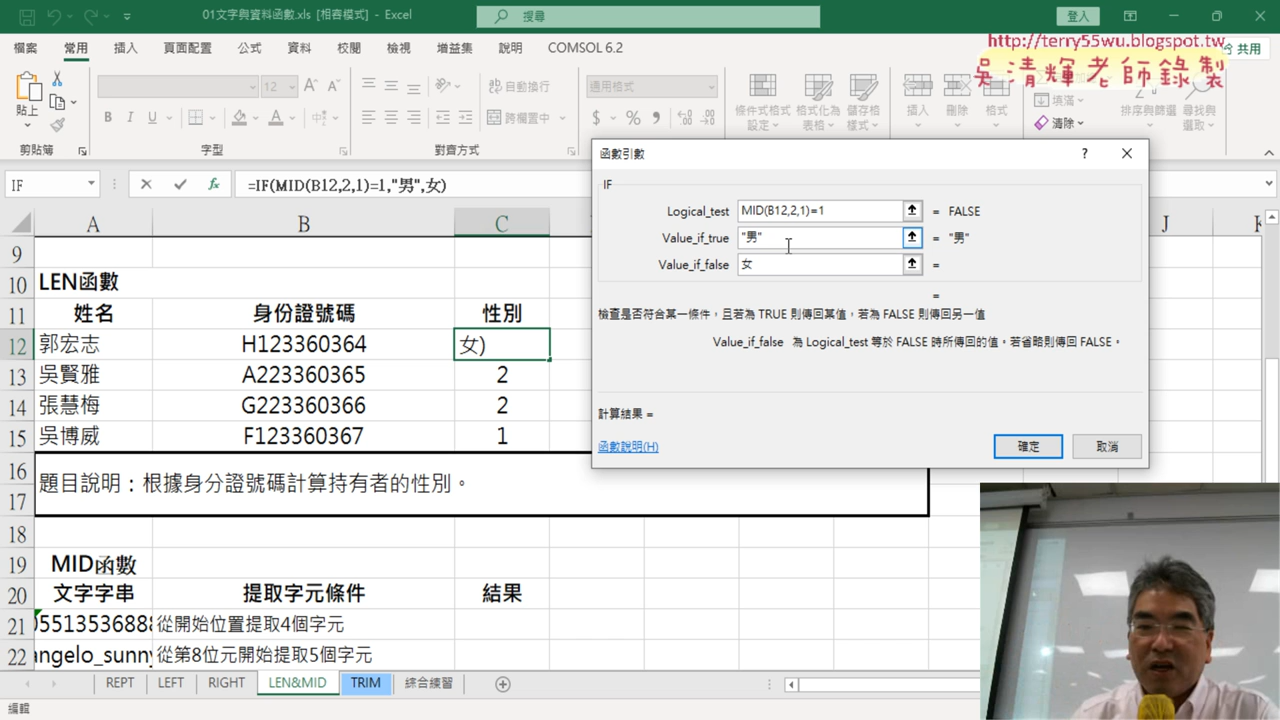 01文字與資料函數.xls [相容模式] - Excel
搜尋
登入
檔案 常用 插入 頁面配置 公式 資料 校閱 檢視 增益集 說明 COMSOL 6.2
共用
http://terry55wu.blogspot.tw
吳清輝老師錄製
貼上
12
自動換行
通用格式
跨欄置中
條件式格式設定
格式化為表格
儲存格樣式
插入 刪除 格式
填滿
清除
排序與篩選
尋找與選取
剪貼簿 字型 對齊方式
IF
=IF(MID(B12,2,1)=1,"男",女)
函數引數
IF
Logical_test MID(B12,2,1)=1 = FALSE
Value_if_true "男" = "男"
Value_if_false 女 =
=
檢查是否符合某一條件，且若為 TRUE 則傳回某值，若為 FALSE 則傳回另一值
Value_if_false 為 Logical_test 等於 FALSE 時所傳回的值。若省略則傳回 FALSE。
計算結果 =
函數說明(H)
確定 取消
A B C J K
9
10 LEN函數
11 姓名 身份證號碼 性別
12 郭宏志 H123360364 女)
13 吳賢雅 A223360365 2
14 張慧梅 G223360366 2
15 吳博威 F123360367 1
16
題目說明：根據身分證號碼計算持有者的性別。
17
18
19 MID函數
20 文字字串 提取字元條件 結果
21 0551353688 從開始位置提取4個字元
22 angelo_sunny 從第8位元開始提取5個字元
REPT LEFT RIGHT LEN&MID TRIM 綜合練習
編輯